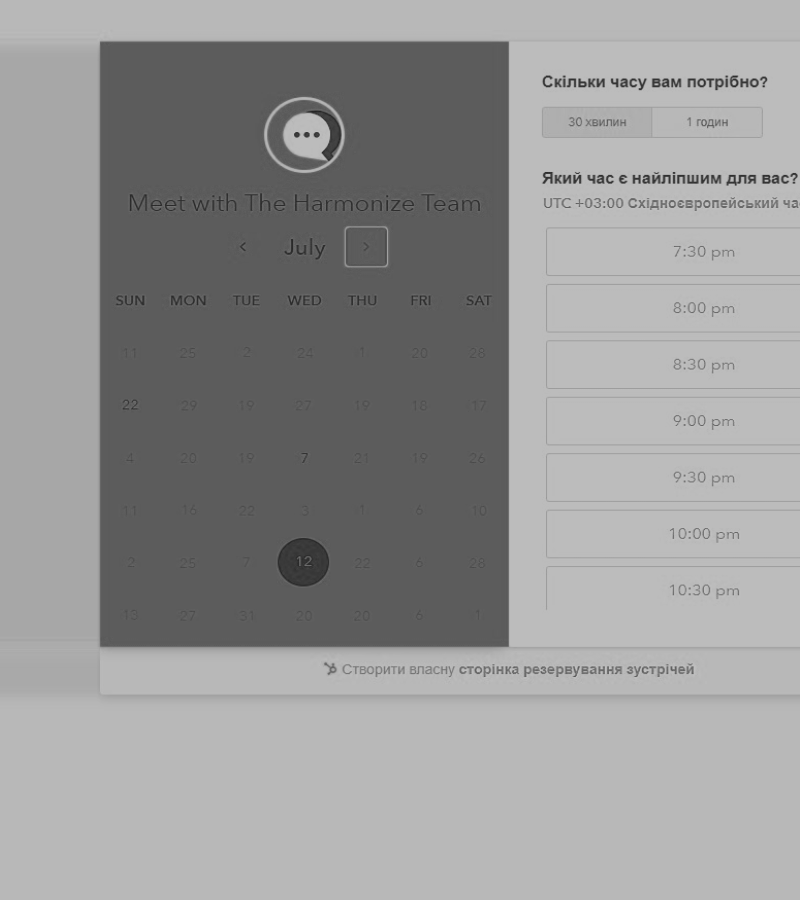 Meet with The Harmonize Team
July
SUN MON TUE WED THU FRI SAT
11 25 2 24 1 20 28
22 29 19 27 19 18 17
4 20 19 7 21 19 26
11 16 22 3 1 6 10
2 25 7 12 22 6 28
13 27 31 20 20 6 1
Скільки часу вам потрібно?
30 хвилин 1 годин
Який час є найліпшим для вас?
UTC +03:00 Східноєвропейський ча
7:30 pm
8:00 pm
8:30 pm
9:00 pm
9:30 pm
10:00 pm
10:30 pm
Створити власну сторінка резервування зустрічей